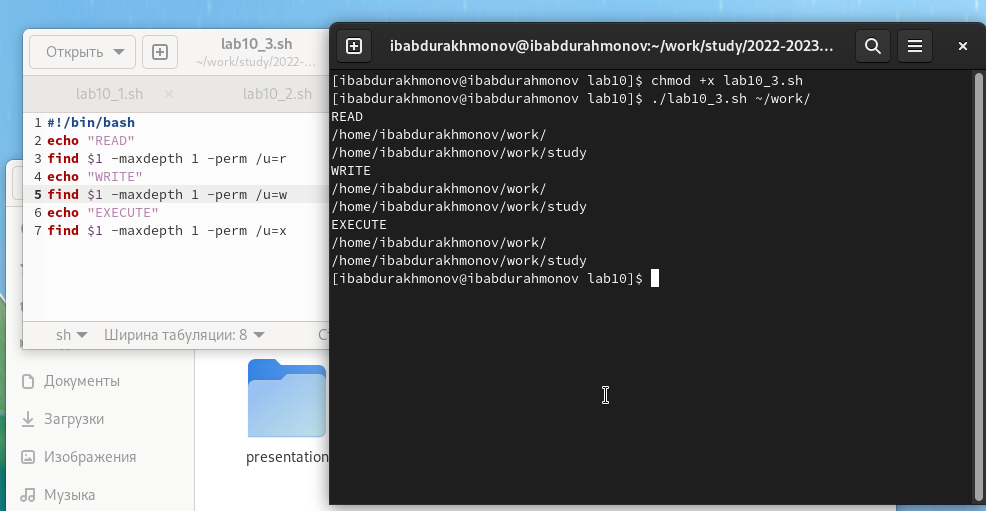 Открыть
lab10_3.sh
~/work/study/2022-…
lab10_1.sh
lab10_2.sh
1 #!/bin/bash
2 echo "READ"
3 find $1 -maxdepth 1 -perm /u=r
4 echo "WRITE"
5 find $1 -maxdepth 1 -perm /u=w
6 echo "EXECUTE"
7 find $1 -maxdepth 1 -perm /u=x
sh
Ширина табуляции: 8
Документы
Загрузки
Изображения
Музыка
presentation
ibabdurakhmonov@ibabdurahmonov:~/work/study/2022-2023…
[ibabdurakhmonov@ibabdurahmonov lab10]$ chmod +x lab10_3.sh
[ibabdurakhmonov@ibabdurahmonov lab10]$ ./lab10_3.sh ~/work/
READ
/home/ibabdurakhmonov/work/
/home/ibabdurakhmonov/work/study
WRITE
/home/ibabdurakhmonov/work/
/home/ibabdurakhmonov/work/study
EXECUTE
/home/ibabdurakhmonov/work/
/home/ibabdurakhmonov/work/study
[ibabdurakhmonov@ibabdurahmonov lab10]$